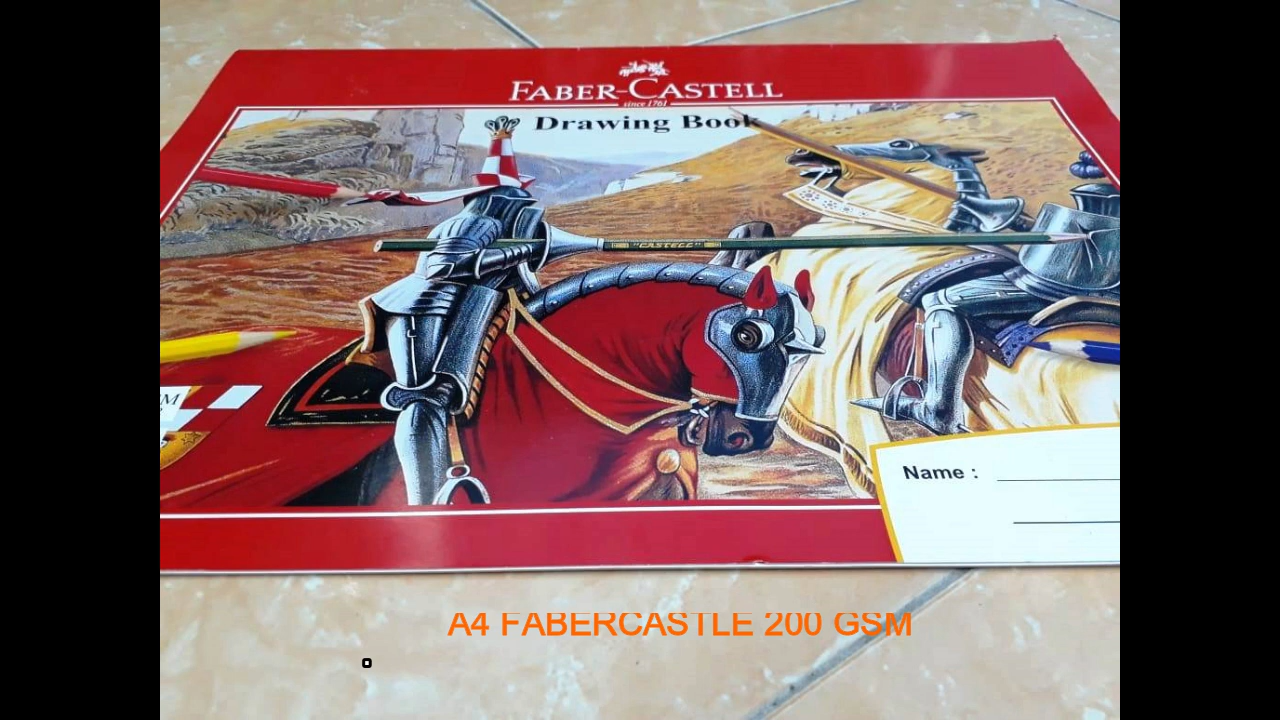 FABER-CASTELL
since 1761
Drawing Book
"CASTELL"
M
Name :
A4 FABERCASTLE 200 GSM